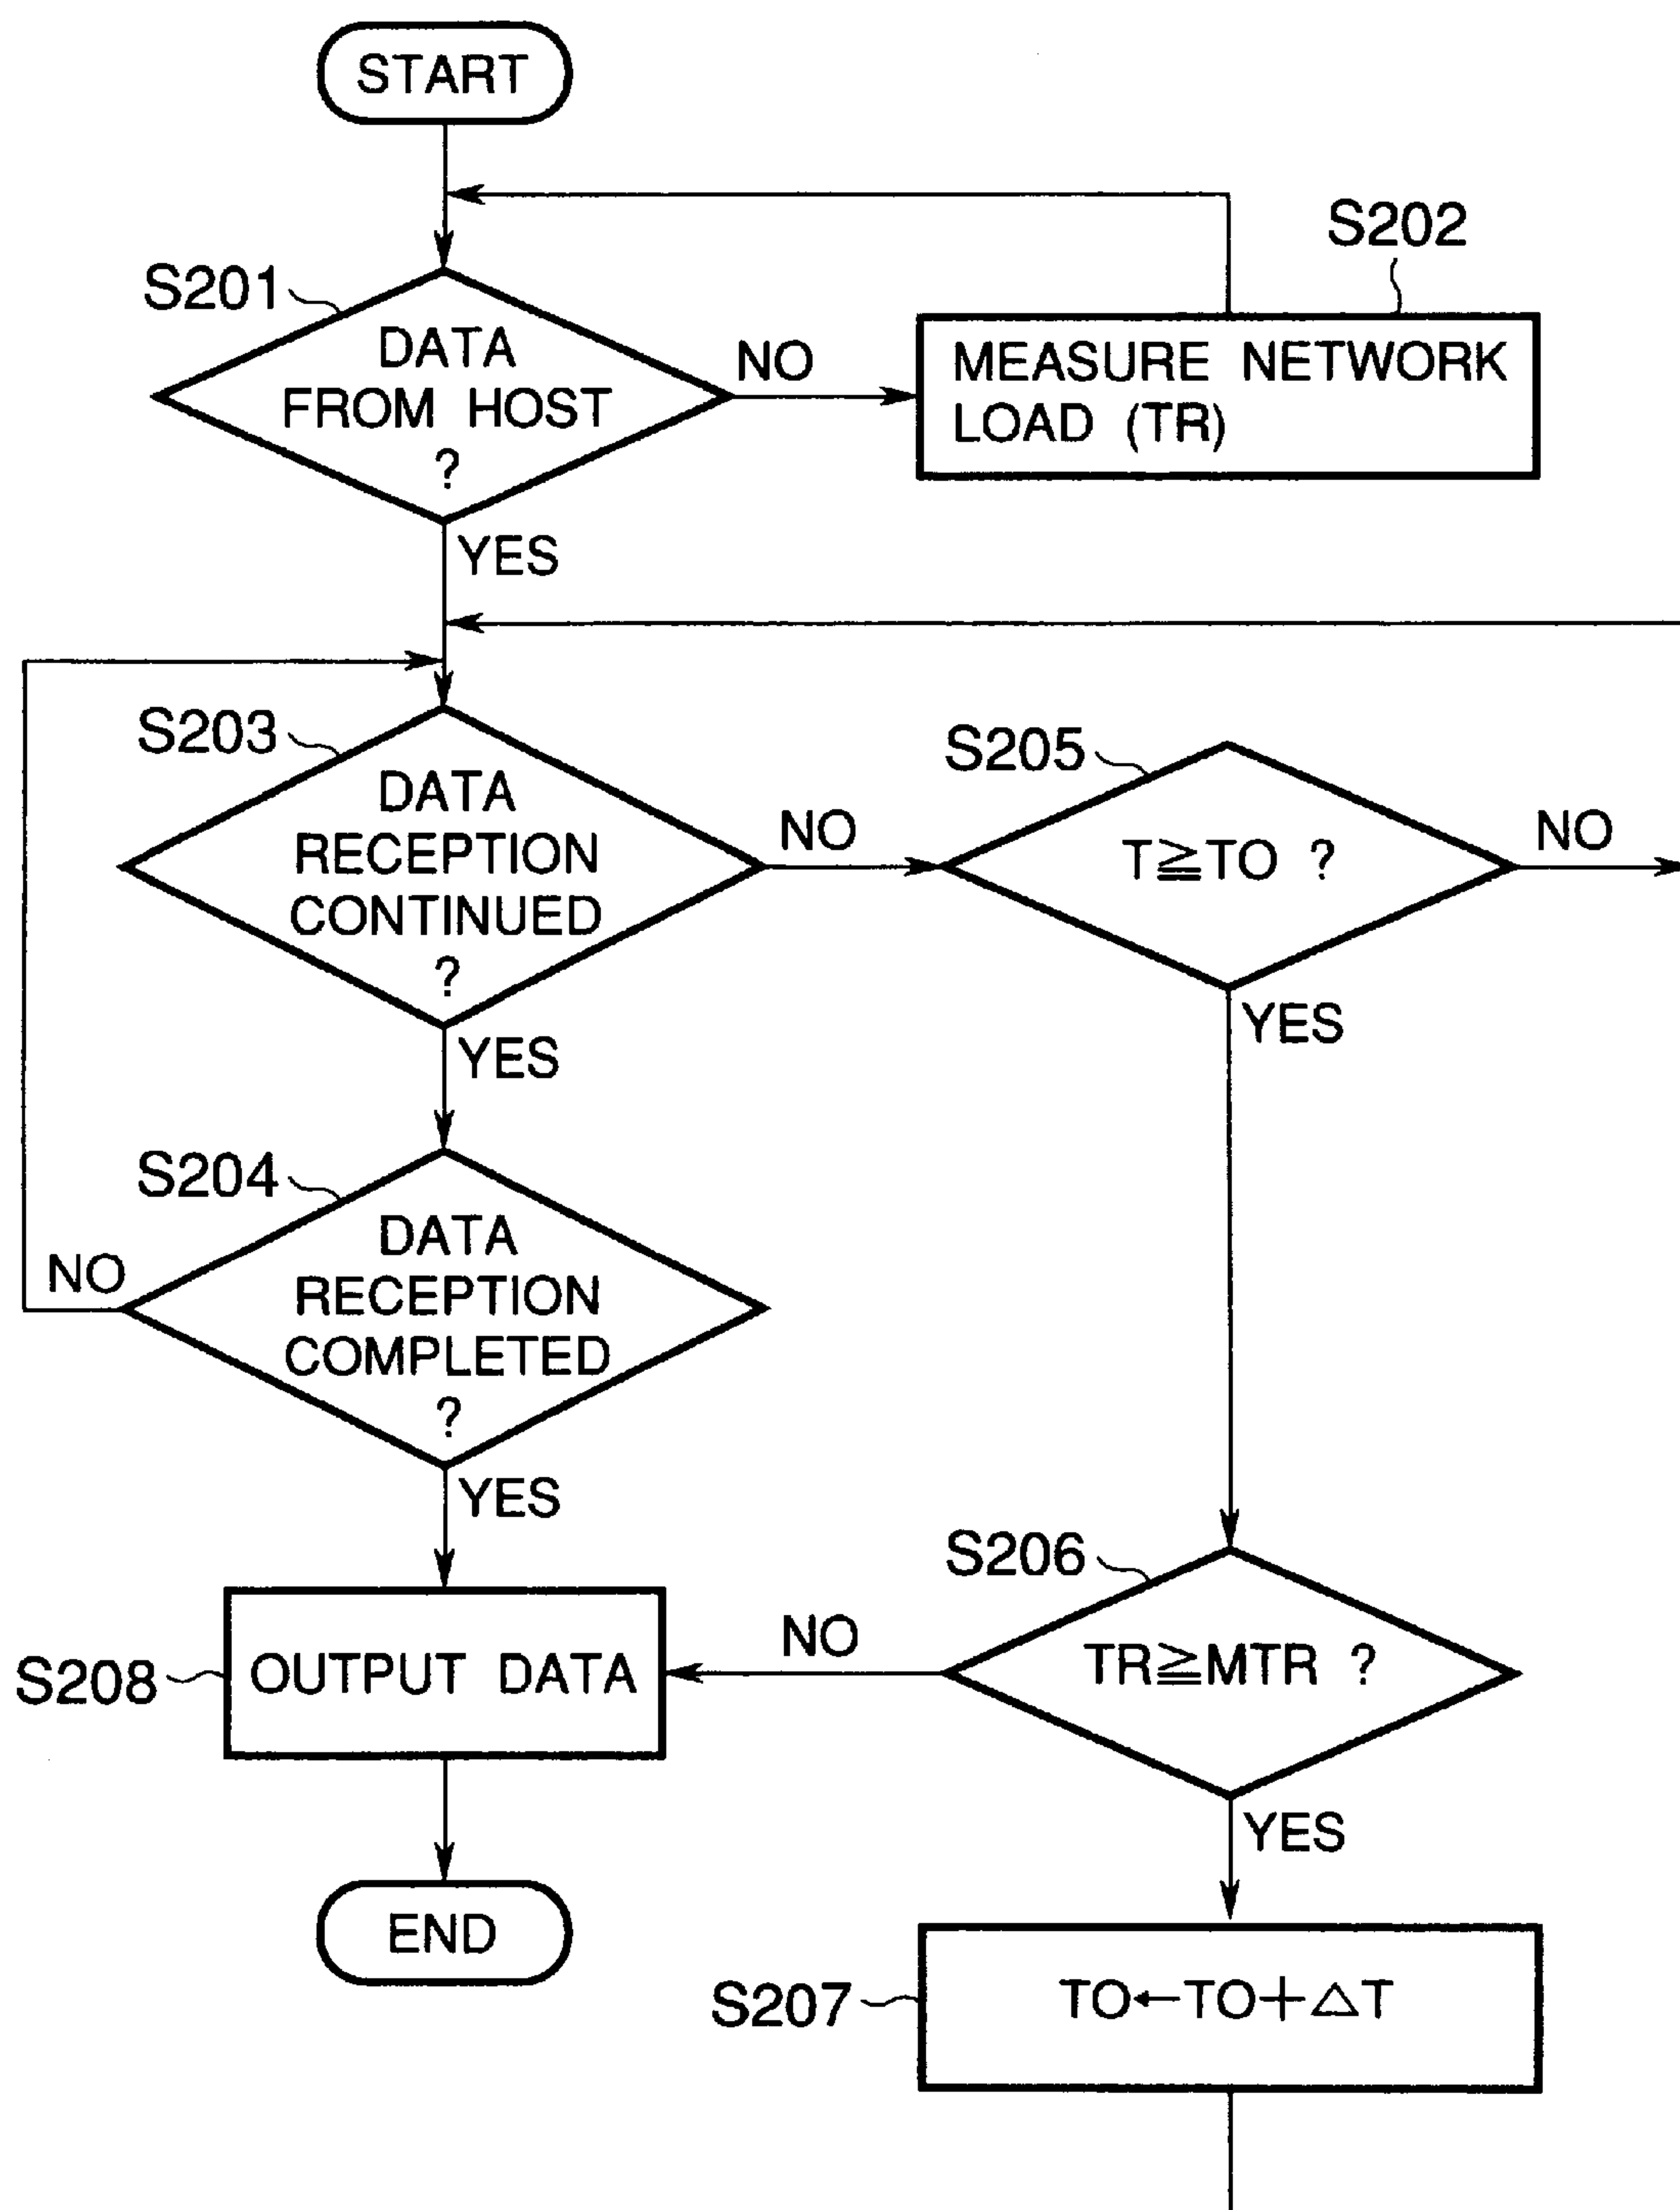 START
S202
S201
DATA
FROM HOST
?
NO
MEASURE NETWORK
LOAD (TR)
YES
S203
DATA
RECEPTION
CONTINUED
?
NO
S205
T≧TO ?
NO
YES
YES
S204
DATA
RECEPTION
COMPLETED
?
NO
YES
S206
TR≧MTR ?
NO
S208
OUTPUT DATA
YES
END
S207
TO←TO+△T